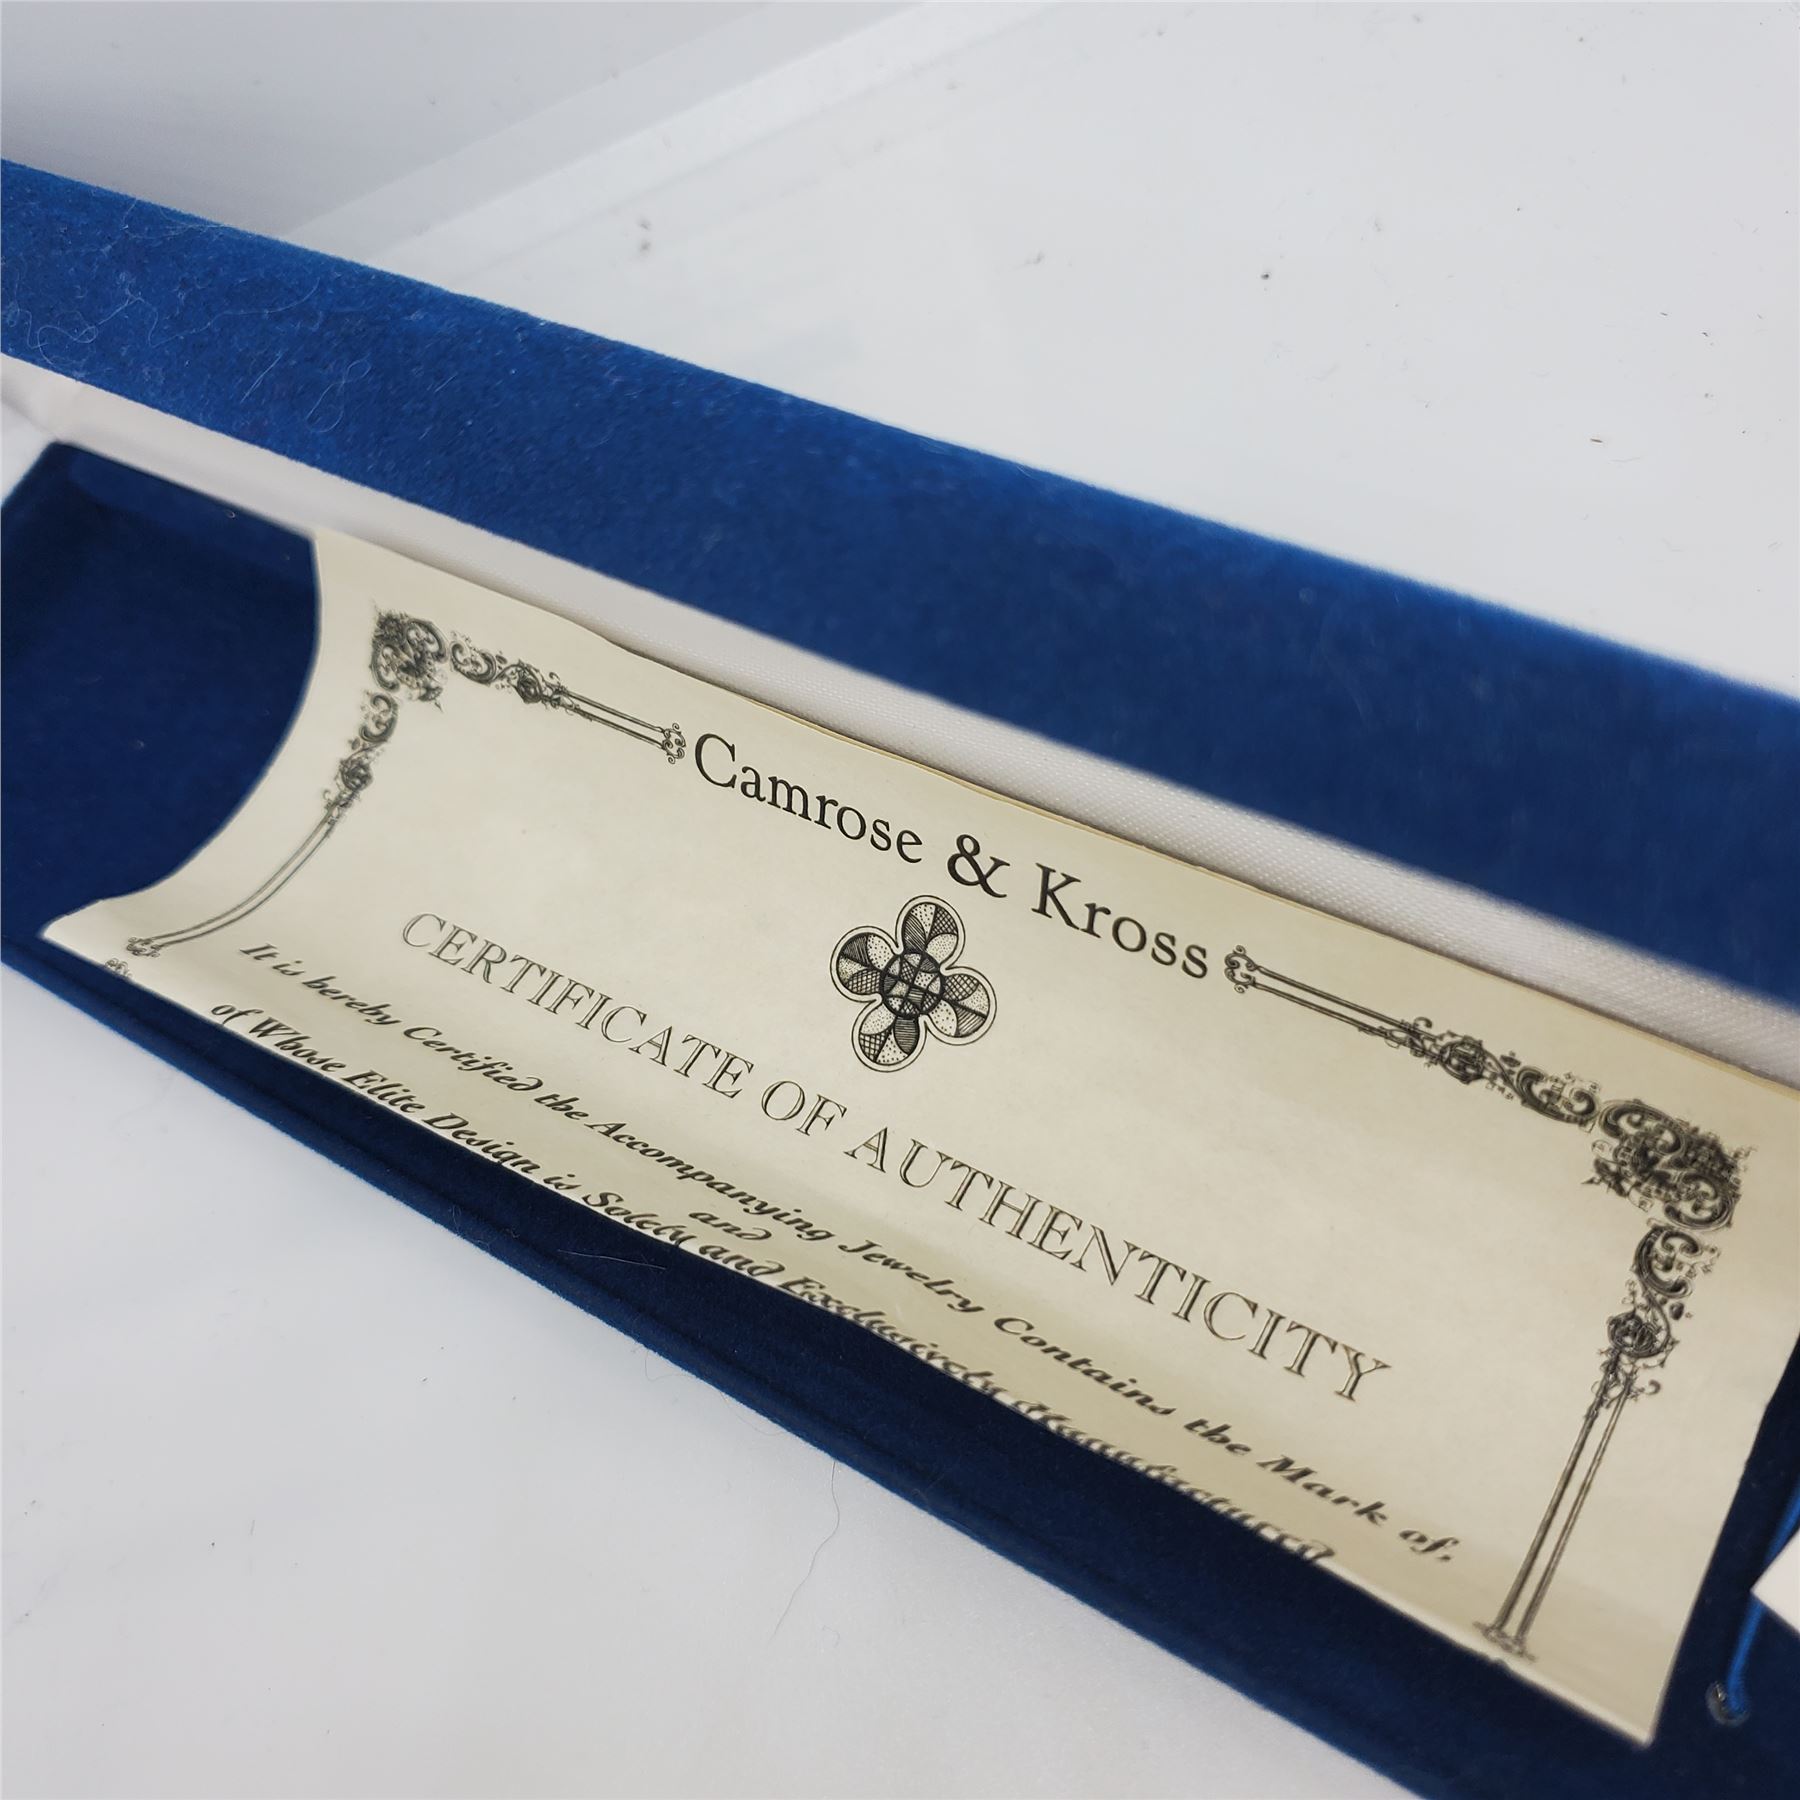 Camrose & Kross
CERTIFICATE OF AUTHENTICITY
It is hereby Certified the Accompanying Jewelry Contains the Mark of,
and
of Whose Elite Design is Solely and Exclusively Manufactured